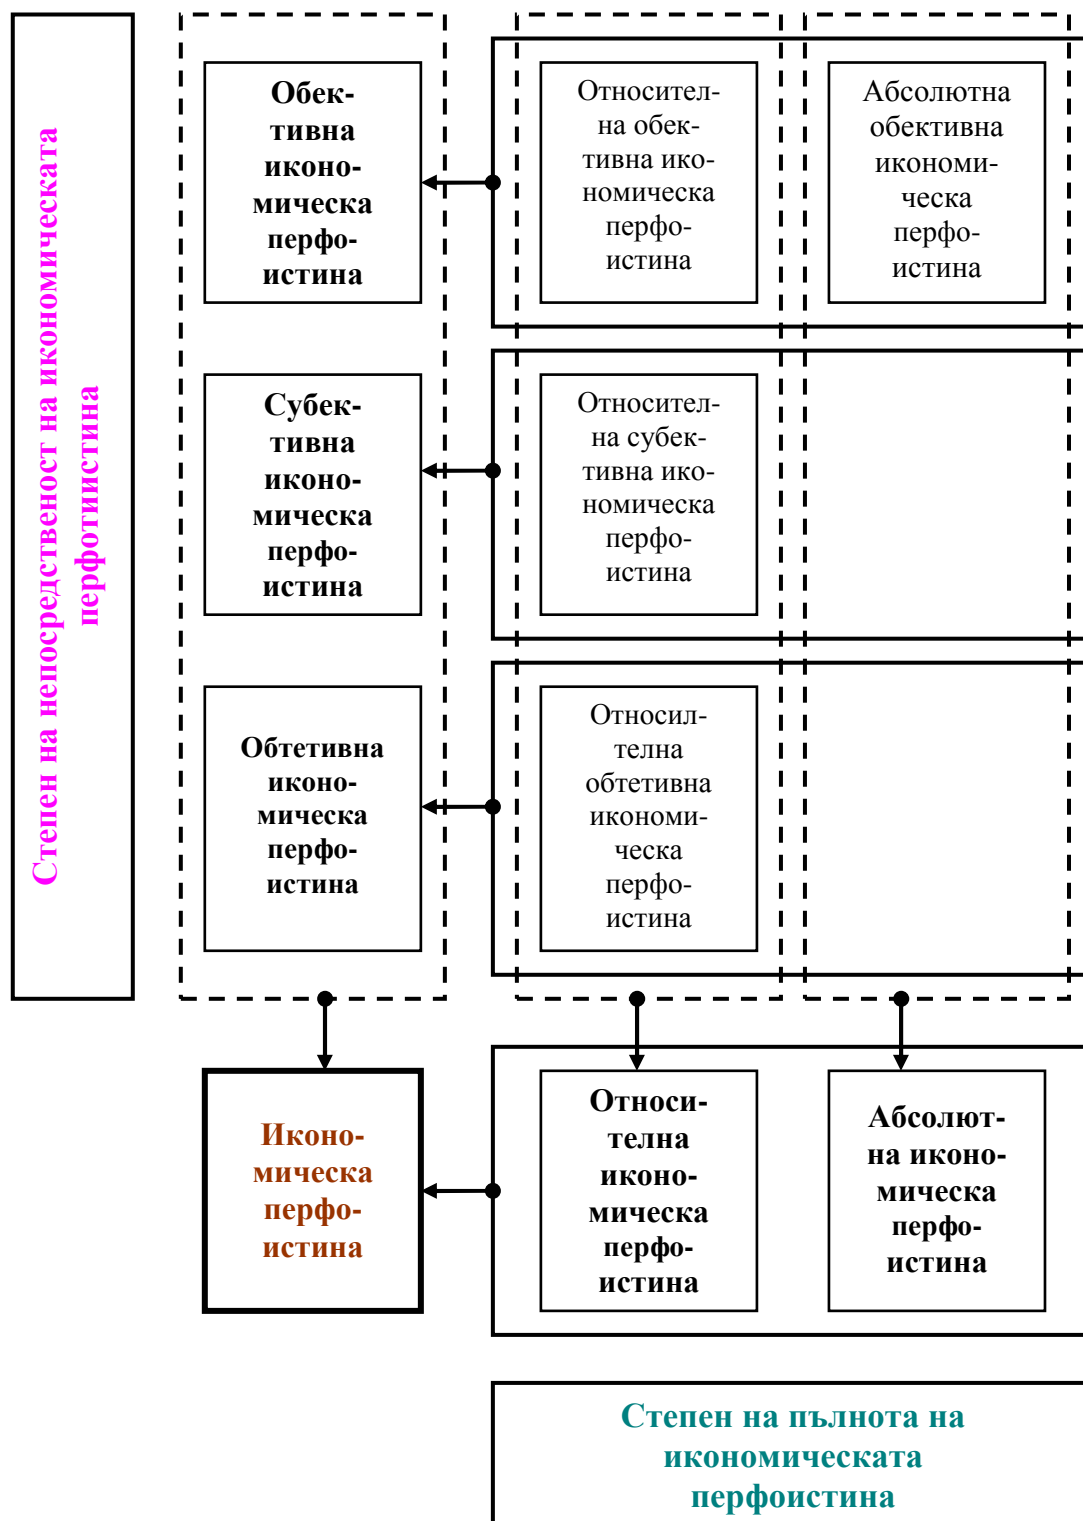 Степен на непосредственост на икономическата
перфотиистина
Обек-
тивна
иконо-
мическа
перфо-
истина
Относител-
на обек-
тивна ико-
номическа
перфо-
истина
Абсолютна
обективна
икономи-
ческа
перфо-
истина
Субек-
тивна
иконо-
мическа
перфо-
истина
Относител-
на субек-
тивна ико-
номическа
перфо-
истина
Обтетивна
иконо-
мическа
перфо-
истина
Относил-
телна
обтетивна
икономи-
ческа
перфо-
истина
Иконо-
мическа
перфо-
истина
Относи-
телна
иконо-
мическа
перфо-
истина
Абсолют-
на иконо-
мическа
перфо-
истина
Степен на пълнота на
икономическата
перфоистина